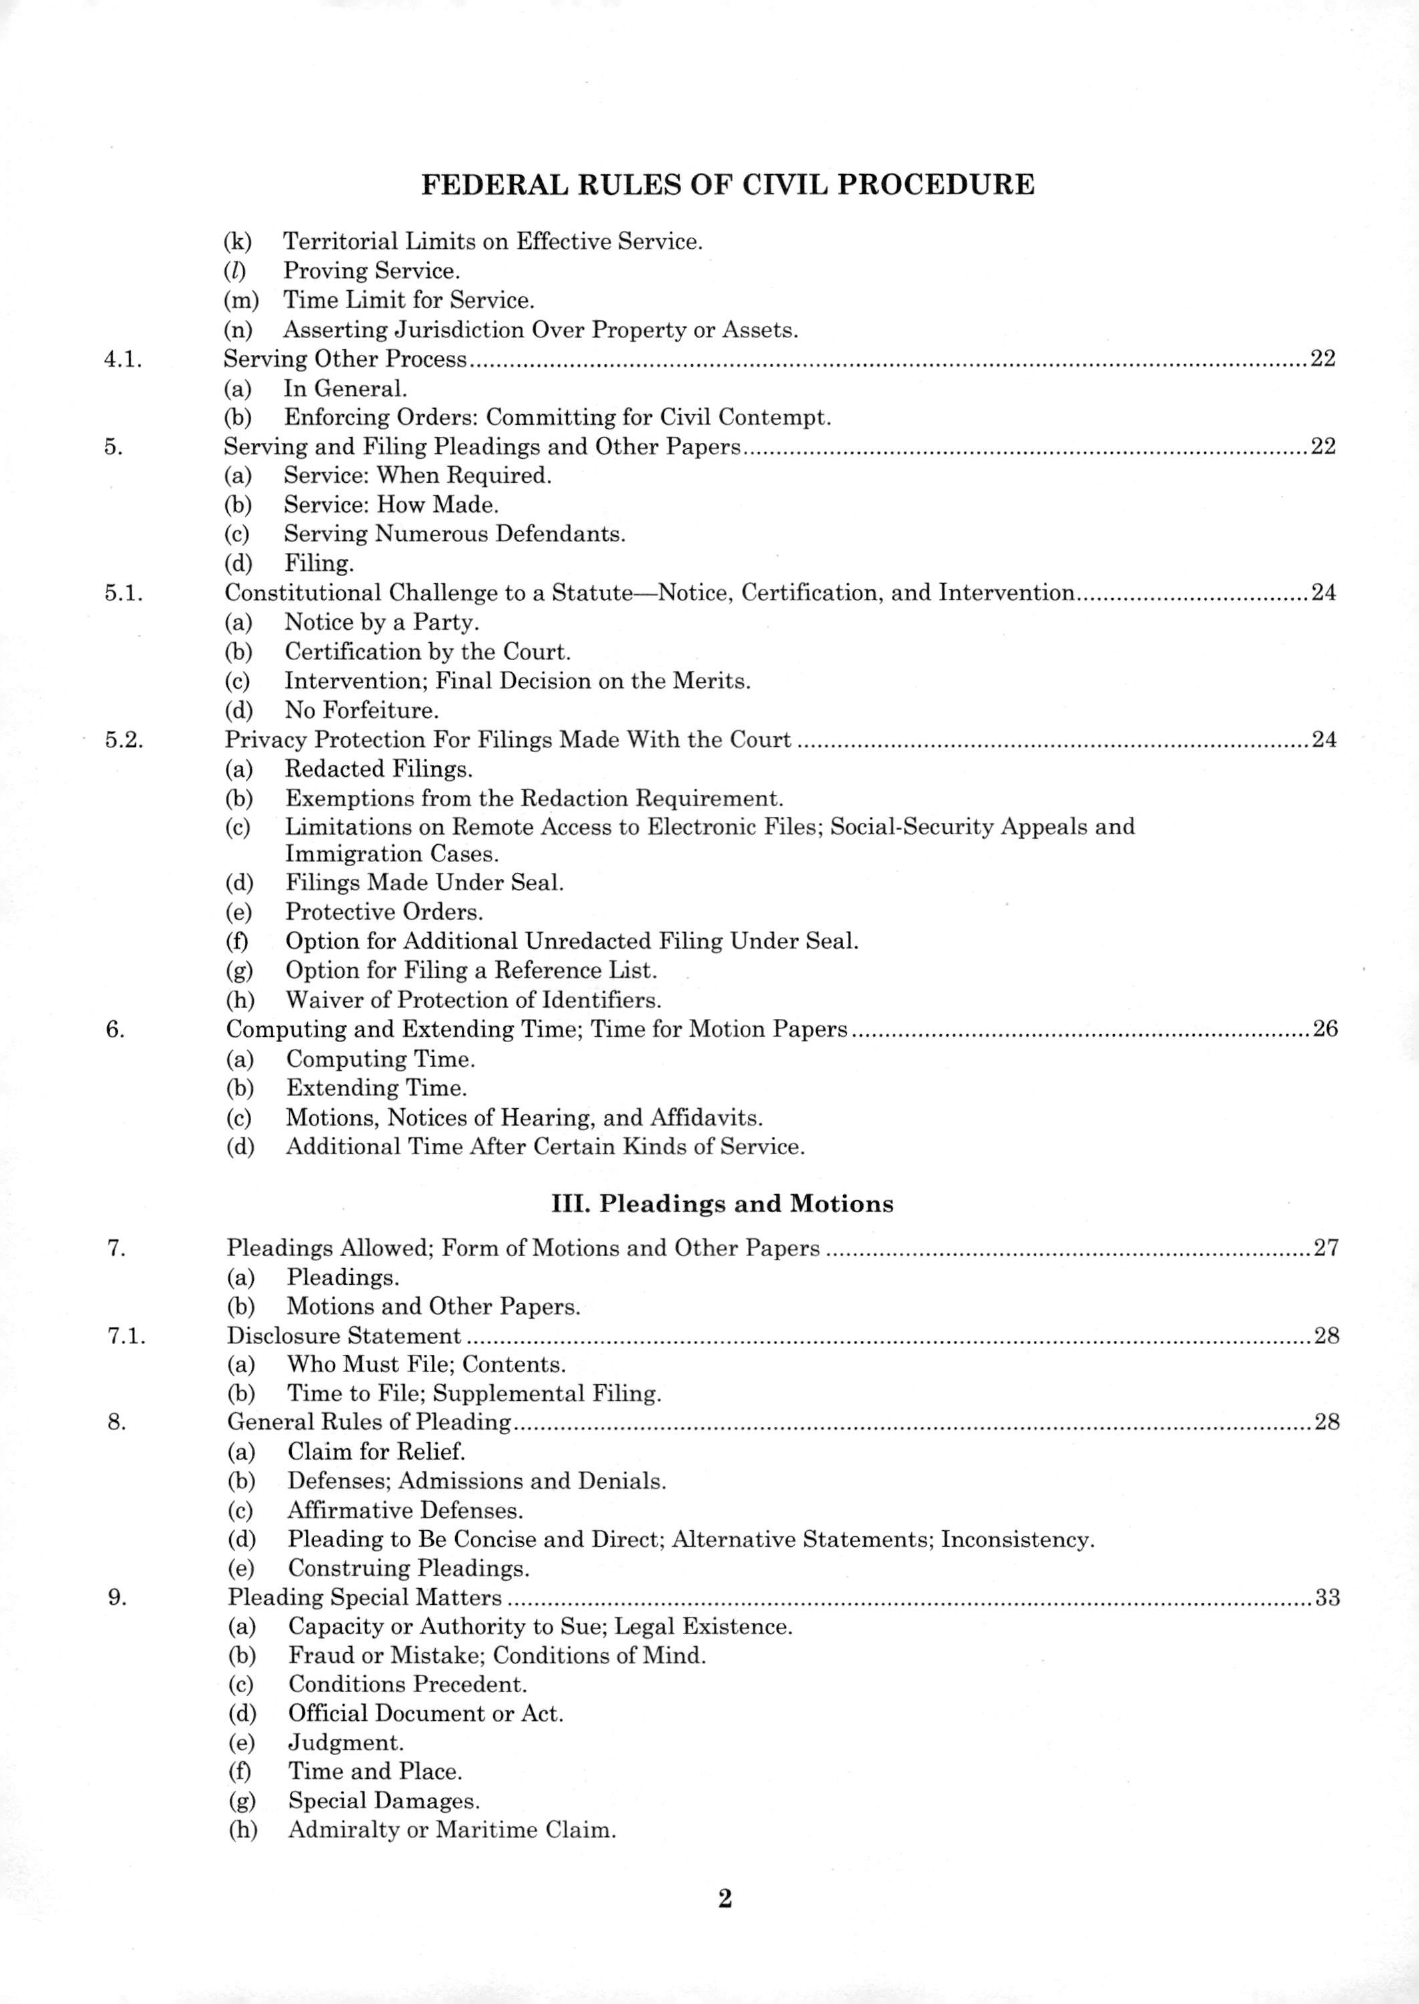 FEDERAL RULES OF CIVIL PROCEDURE
(k) Territorial Limits on Effective Service.
(l) Proving Service.
(m) Time Limit for Service.
(n) Asserting Jurisdiction Over Property or Assets.
4.1. Serving Other Process..........22
(a) In General.
(b) Enforcing Orders: Committing for Civil Contempt.
5. Serving and Filing Pleadings and Other Papers..........22
(a) Service: When Required.
(b) Service: How Made.
(c) Serving Numerous Defendants.
(d) Filing.
5.1. Constitutional Challenge to a Statute—Notice, Certification, and Intervention..........24
(a) Notice by a Party.
(b) Certification by the Court.
(c) Intervention; Final Decision on the Merits.
(d) No Forfeiture.
5.2. Privacy Protection For Filings Made With the Court..........24
(a) Redacted Filings.
(b) Exemptions from the Redaction Requirement.
(c) Limitations on Remote Access to Electronic Files; Social-Security Appeals and
Immigration Cases.
(d) Filings Made Under Seal.
(e) Protective Orders.
(f) Option for Additional Unredacted Filing Under Seal.
(g) Option for Filing a Reference List.
(h) Waiver of Protection of Identifiers.
6. Computing and Extending Time; Time for Motion Papers..........26
(a) Computing Time.
(b) Extending Time.
(c) Motions, Notices of Hearing, and Affidavits.
(d) Additional Time After Certain Kinds of Service.
III. Pleadings and Motions
7. Pleadings Allowed; Form of Motions and Other Papers..........27
(a) Pleadings.
(b) Motions and Other Papers.
7.1. Disclosure Statement..........28
(a) Who Must File; Contents.
(b) Time to File; Supplemental Filing.
8. General Rules of Pleading..........28
(a) Claim for Relief.
(b) Defenses; Admissions and Denials.
(c) Affirmative Defenses.
(d) Pleading to Be Concise and Direct; Alternative Statements; Inconsistency.
(e) Construing Pleadings.
9. Pleading Special Matters..........33
(a) Capacity or Authority to Sue; Legal Existence.
(b) Fraud or Mistake; Conditions of Mind.
(c) Conditions Precedent.
(d) Official Document or Act.
(e) Judgment.
(f) Time and Place.
(g) Special Damages.
(h) Admiralty or Maritime Claim.
2